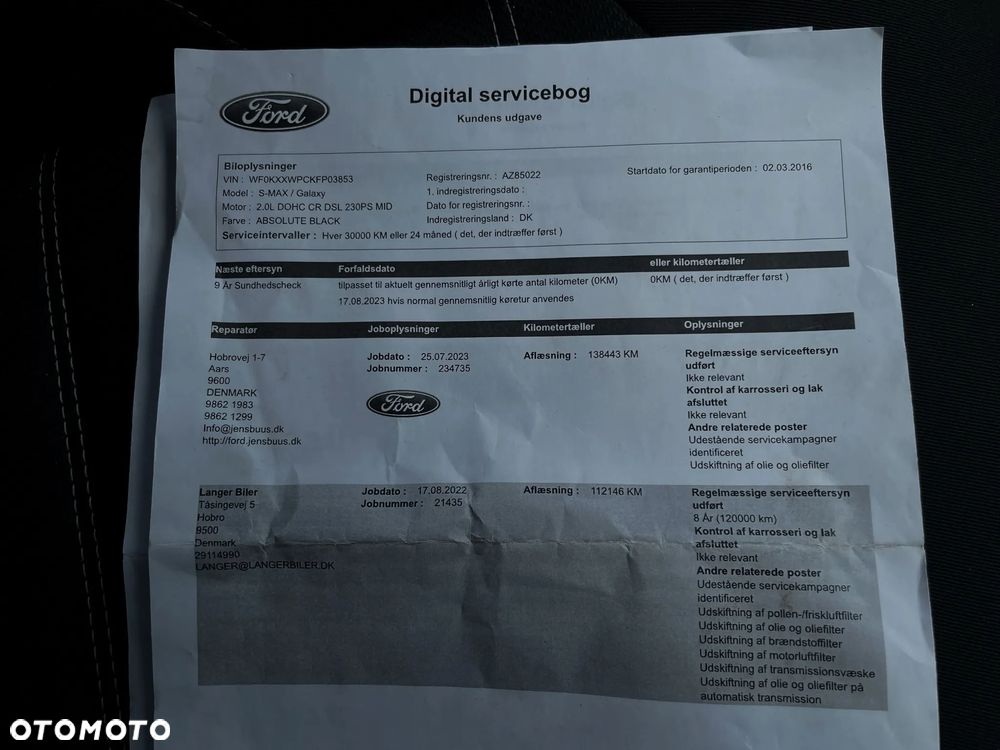 Ford
Digital servicebog
Kundens udgave
Biloplysninger
VIN : WF0KXXWPCKFP03853
Registreringsnr. : AZ85022
Startdato for garantiperioden : 02.03.2016
Model : S-MAX / Galaxy
1. indregistreringsdato :
Motor : 2.0L DOHC CR DSL 230PS MID
Dato for registreringsnr. :
Farve : ABSOLUTE BLACK
Indregistreringsland : DK
Serviceintervaller : Hver 30000 KM eller 24 måned ( det, der indtræffer først )
Næste eftersyn Forfaldsdato eller kilometertæller
9 År Sundhedscheck tilpasset til aktuelt gennemsnitligt årligt kørte antal kilometer (0KM) 0KM ( det, der indtræffer først )
17.08.2023 hvis normal gennemsnitlig køretur anvendes
Reparatør Joboplysninger Kilometertæller Oplysninger
Hobrovej 1-7
Aars
9600
DENMARK
9862 1983
9862 1299
Info@jensbuus.dk
http://ford.jensbuus.dk
Jobdato : 25.07.2023
Jobnummer : 234735
Ford
Aflæsning : 138443 KM
Regelmæssige serviceeftersyn
udført
Ikke relevant
Kontrol af karrosseri og lak
afsluttet
Ikke relevant
Andre relaterede poster
Udestående servicekampagner
identificeret
Udskiftning af olie og oliefilter
Langer Biler
Tåsingevej 5
Hobro
9500
Denmark
29114990
LANGER@LANGERBILER.DK
Jobdato : 17.08.2022
Jobnummer : 21435
Aflæsning : 112146 KM
Regelmæssige serviceeftersyn
udført
8 År (120000 km)
Kontrol af karrosseri og lak
afsluttet
Ikke relevant
Andre relaterede poster
Udestående servicekampagner
identificeret
Udskiftning af pollen-/friskluftfilter
Udskiftning af olie og oliefilter
Udskiftning af brændstoffilter
Udskiftning af motorluftfilter
Udskiftning af transmissionsvæske
Udskiftning af olie og oliefilter på
automatisk transmission
OTOMOTO